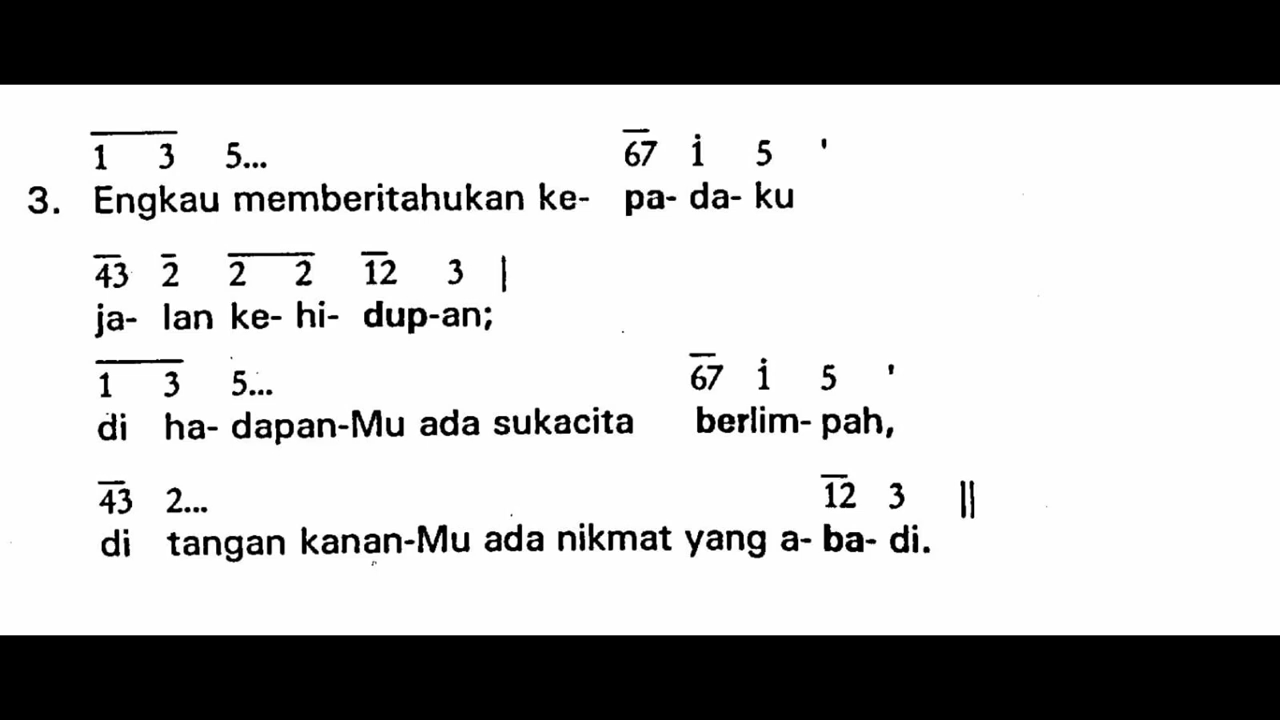 1 3 5... 67 i 5 '
3. Engkau memberitahukan ke- pa- da- ku
43 2 2 2 12 3 |
ja- lan ke- hi- dup-an;
1 3 5... 67 i 5 '
di ha- dapan-Mu ada sukacita berlim- pah,
43 2... 12 3 ||
di tangan kanan-Mu ada nikmat yang a- ba- di.